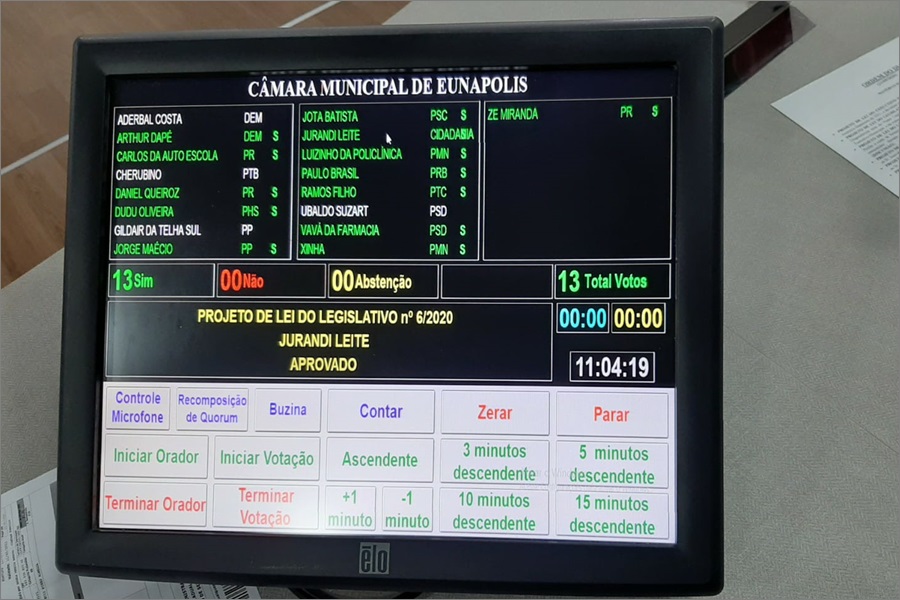 CÂMARA MUNICIPAL DE EUNAPOLIS
ADERBAL COSTA DEM
ARTHUR DAPÉ DEM S
CARLOS DA AUTO ESCOLA PR S
CHERUBINO PTB
DANIEL QUEIROZ PR S
DUDU OLIVEIRA PHS S
GILDAIR DA TELHA SUL PP
JORGE MAÉCIO PP S
JOTA BATISTA PSC S
JURANDI LEITE CIDADANIA S
LUIZINHO DA POLICLÍNICA PMN S
PAULO BRASIL PRB S
RAMOS FILHO PTC S
UBALDO SUZART PSD
VAVÁ DA FARMACIA PSD S
XINHA PMN S
ZE MIRANDA PR S
13 Sim 00 Não 00 Abstenção 13 Total Votos
PROJETO DE LEI DO LEGISLATIVO nº 6/2020
JURANDI LEITE
APROVADO
00:00 00:00
11:04:19
Controle Microfone
Recomposição de Quorum
Buzina
Contar
Zerar
Parar
Iniciar Orador
Iniciar Votação
Ascendente
3 minutos descendente
5 minutos descendente
Terminar Orador
Terminar Votação
+1 minuto
-1 minuto
10 minutos descendente
15 minutos descendente
élo